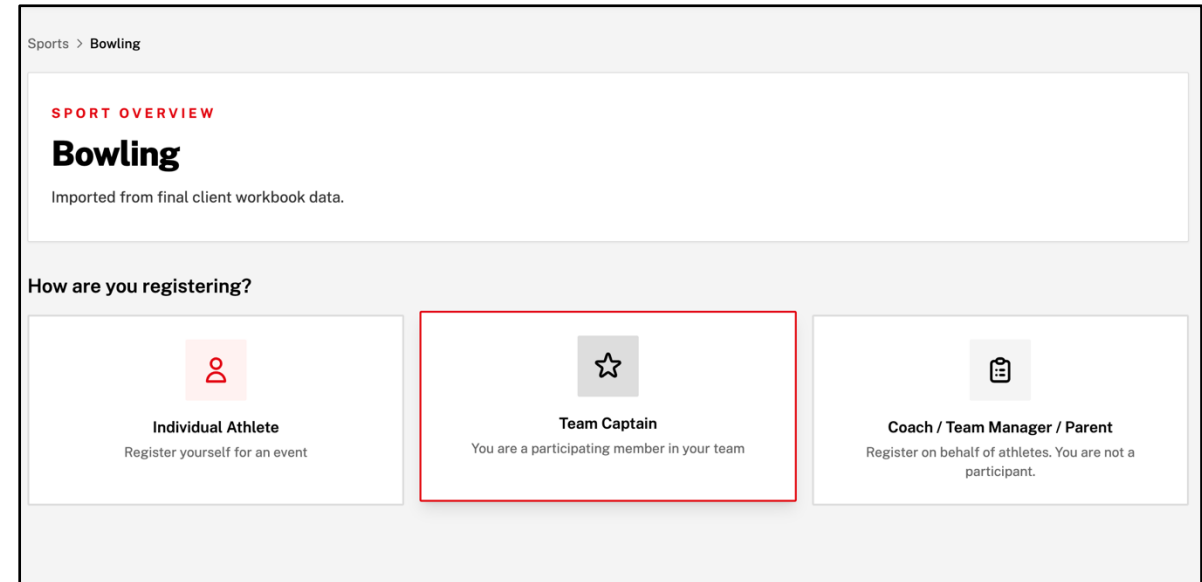 Sports > Bowling
SPORT OVERVIEW
Bowling
Imported from final client workbook data.
How are you registering?
Individual Athlete
Register yourself for an event
Team Captain
You are a participating member in your team
Coach / Team Manager / Parent
Register on behalf of athletes. You are not a
participant.